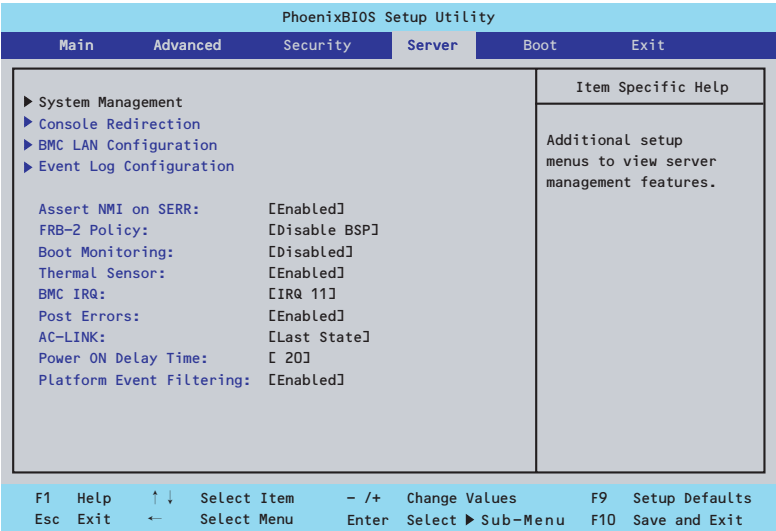 PhoenixBIOS Setup Utility
Main Advanced Security Server Boot Exit
▶ System Management
▶ Console Redirection
▶ BMC LAN Configuration
▶ Event Log Configuration
Assert NMI on SERR: [Enabled]
FRB-2 Policy: [Disable BSP]
Boot Monitoring: [Disabled]
Thermal Sensor: [Enabled]
BMC IRQ: [IRQ 11]
Post Errors: [Enabled]
AC-LINK: [Last State]
Power ON Delay Time: [ 20]
Platform Event Filtering: [Enabled]
Item Specific Help
Additional setup
menus to view server
management features.
F1 Help ↑↓ Select Item - /+ Change Values F9 Setup Defaults
Esc Exit ← Select Menu Enter Select ▶ Sub-Menu F10 Save and Exit